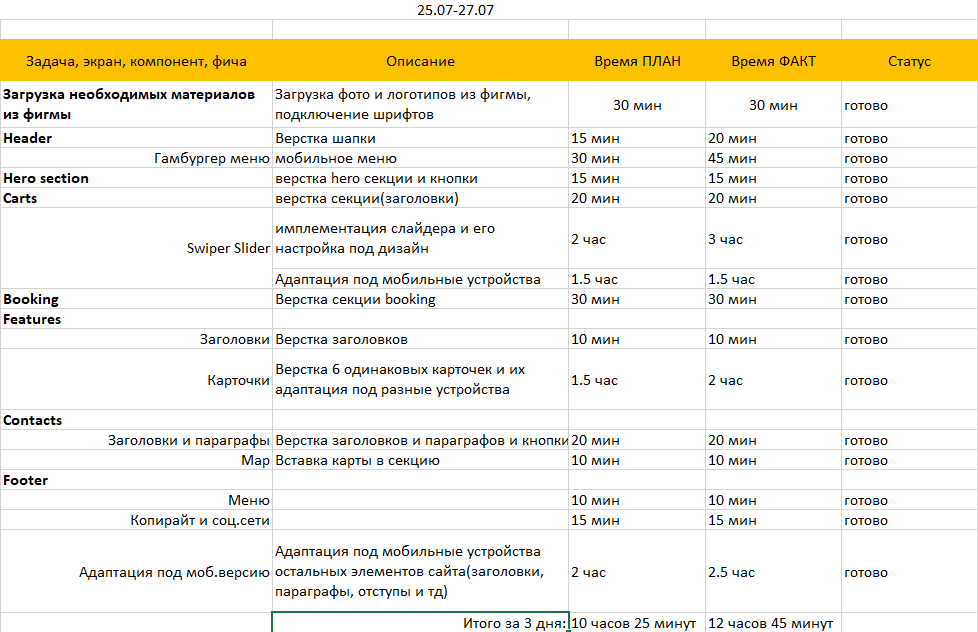 25.07-27.07
Задача, экран, компонент, фича Описание Время ПЛАН Время ФАКТ Статус
Загрузка необходимых материалов
из фигмы
Загрузка фото и логотипов из фигмы,
подключение шрифтов
30 мин 30 мин готово
Header Верстка шапки 15 мин 20 мин готово
Гамбургер меню мобильное меню 30 мин 45 мин готово
Hero section верстка hero секции и кнопки 15 мин 15 мин готово
Carts верстка секции(заголовки) 20 мин 20 мин готово
Swiper Slider
имплементация слайдера и его
настройка под дизайн
2 час 3 час готово
Адаптация под мобильные устройства 1.5 час 1.5 час готово
Booking Верстка секции booking 30 мин 30 мин готово
Features
Заголовки Верстка заголовков 10 мин 10 мин готово
Карточки
Верстка 6 одинаковых карточек и их
адаптация под разные устройства
1.5 час 2 час готово
Contacts
Заголовки и параграфы Верстка заголовков и параграфов и кнопки 20 мин 20 мин готово
Map Вставка карты в секцию 10 мин 10 мин готово
Footer
Меню 10 мин 10 мин готово
Копирайт и соц.сети 15 мин 15 мин готово
Адаптация под моб.версию
Адаптация под мобильные устройства
остальных элементов сайта(заголовки,
параграфы, отступы и тд)
2 час 2.5 час готово
Итого за 3 дня: 10 часов 25 минут 12 часов 45 минут